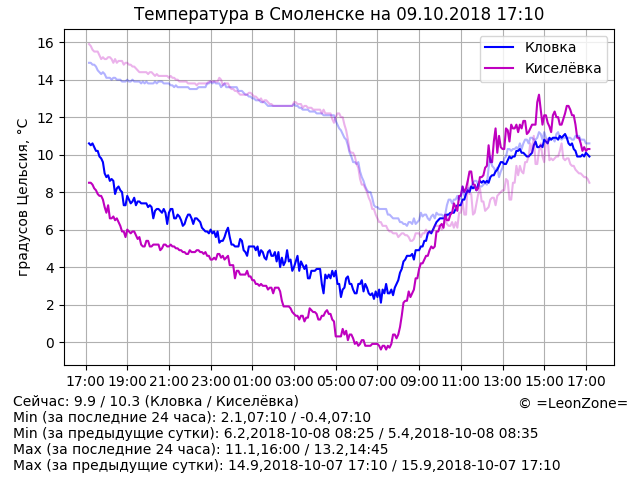 Температура в Смоленске на 09.10.2018 17:10
Кловка
Киселёвка
градусов Цельсия, °C
16
14
12
10
8
6
4
2
0
17:00 19:00 21:00 23:00 01:00 03:00 05:00 07:00 09:00 11:00 13:00 15:00 17:00
Сейчас: 9.9 / 10.3 (Кловка / Киселёвка)
© =LeonZone=
Min (за последние 24 часа): 2.1,07:10 / -0.4,07:10
Min (за предыдущие сутки): 6.2,2018-10-08 08:25 / 5.4,2018-10-08 08:35
Max (за последние 24 часа): 11.1,16:00 / 13.2,14:45
Max (за предыдущие сутки): 14.9,2018-10-07 17:10 / 15.9,2018-10-07 17:10